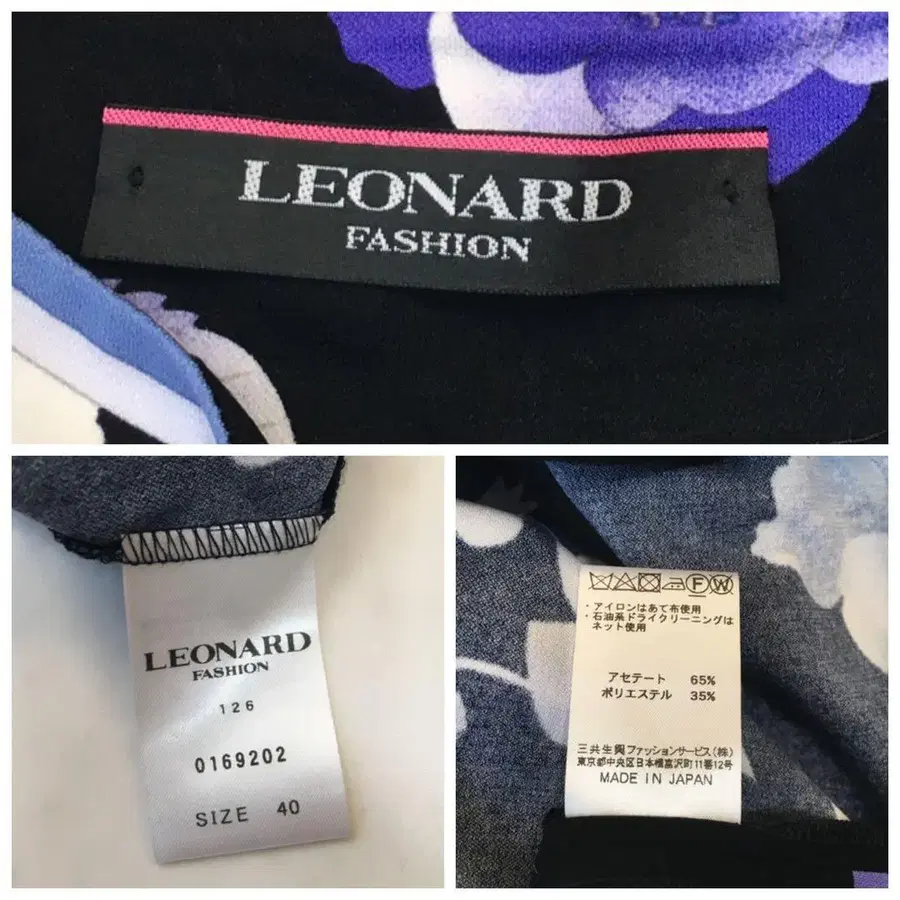 LEONARD
FASHION
LEONARD
FASHION
126
0169202
SIZE 40
・アイロンはあて布使用
・石油系ドライクリーニングは
ネット使用
アセテート 65%
ポリエステル 35%
三共生興ファッションサービス(株)
東京都中央区日本橋富沢町11番12号
MADE IN JAPAN